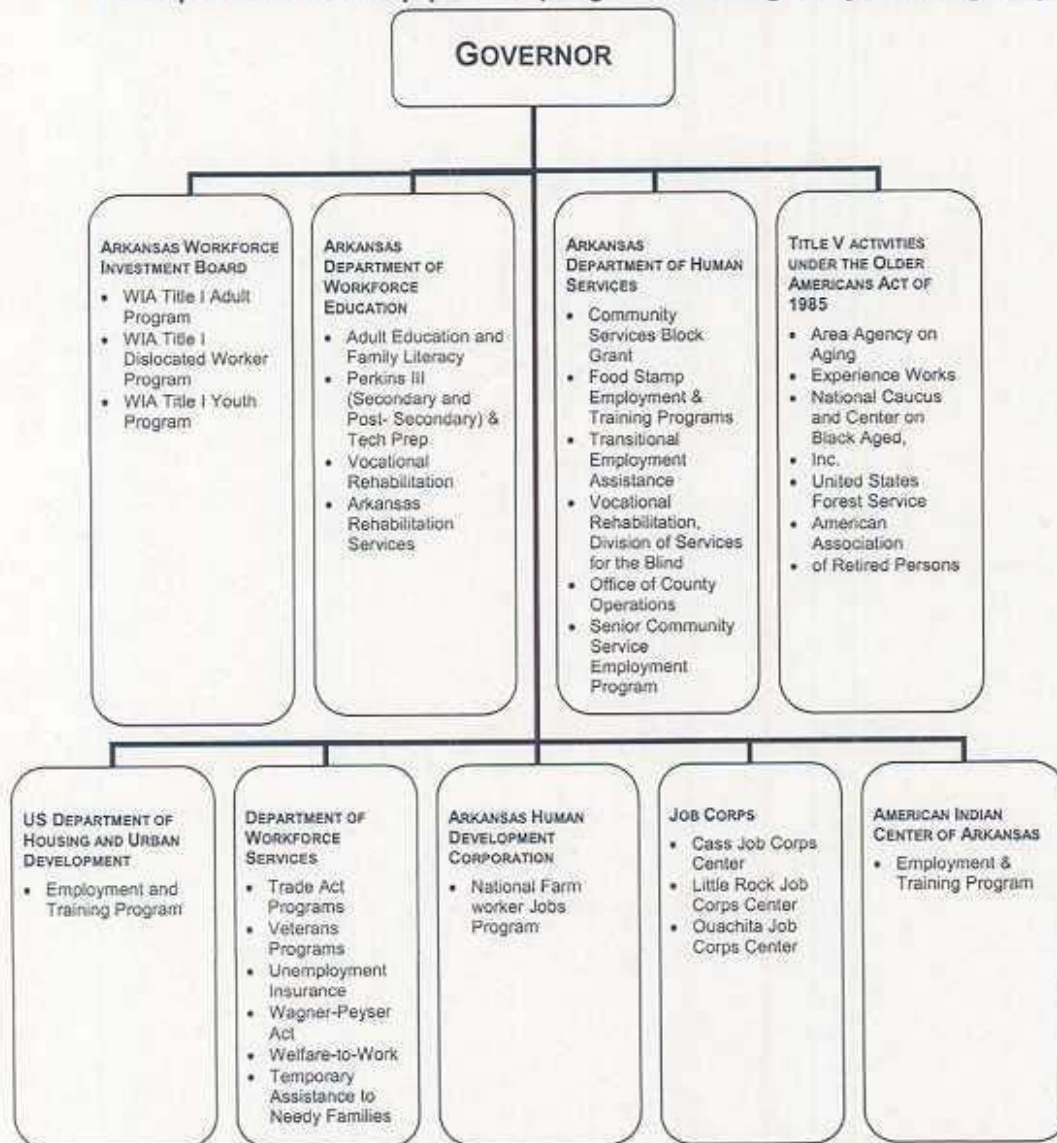 GOVERNOR
ARKANSAS WORKFORCE
INVESTMENT BOARD
• WIA Title I Adult
Program
• WIA Title I
Dislocated Worker
Program
• WIA Title I Youth
Program
ARKANSAS
DEPARTMENT OF
WORKFORCE
EDUCATION
• Adult Education and
Family Literacy
• Perkins III
(Secondary and
Post- Secondary) &
Tech Prep
• Vocational
Rehabilitation
• Arkansas
Rehabilitation
Services
ARKANSAS
DEPARTMENT OF HUMAN
SERVICES
• Community
Services Block
Grant
• Food Stamp
Employment &
Training Programs
• Transitional
Employment
Assistance
• Vocational
Rehabilitation,
Division of Services
for the Blind
• Office of County
Operations
• Senior Community
Service
Employment
Program
TITLE V ACTIVITIES
UNDER THE OLDER
AMERICANS ACT OF
1985
• Area Agency on
Aging
• Experience Works
• National Caucus
and Center on
Black Aged,
• Inc.
• United States
Forest Service
• American
Association
• of Retired Persons
US DEPARTMENT OF
HOUSING AND URBAN
DEVELOPMENT
• Employment and
Training Program
DEPARTMENT OF
WORKFORCE
SERVICES
• Trade Act
Programs
• Veterans
Programs
• Unemployment
Insurance
• Wagner-Peyser
Act
• Welfare-to-Work
• Temporary
Assistance to
Needy Families
ARKANSAS HUMAN
DEVELOPMENT
CORPORATION
• National Farm
worker Jobs
Program
JOB CORPS
• Cass Job Corps
Center
• Little Rock Job
Corps Center
• Ouachita Job
Corps Center
AMERICAN INDIAN
CENTER OF ARKANSAS
• Employment &
Training Program